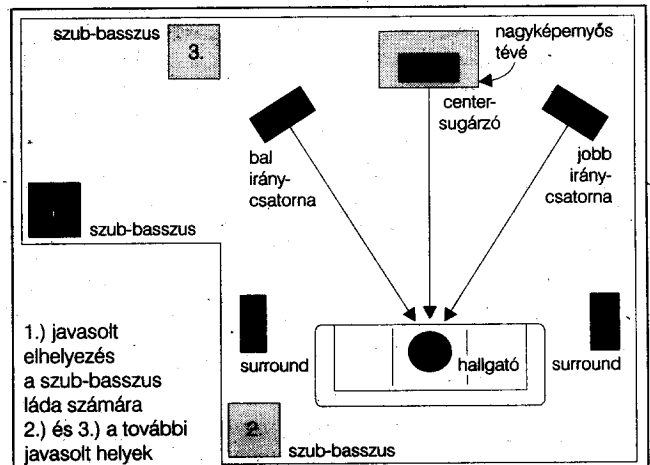 szub-basszus
3.
nagyképernyős
tévé
center-
sugárzó
bal
irány-
csatorna
jobb
irány-
csatorna
szub-basszus
surround
hallgató
surround
1.) javasolt
elhelyezés
a szub-basszus
láda számára
2.) és 3.) a további
javasolt helyek
2.
szub-basszus